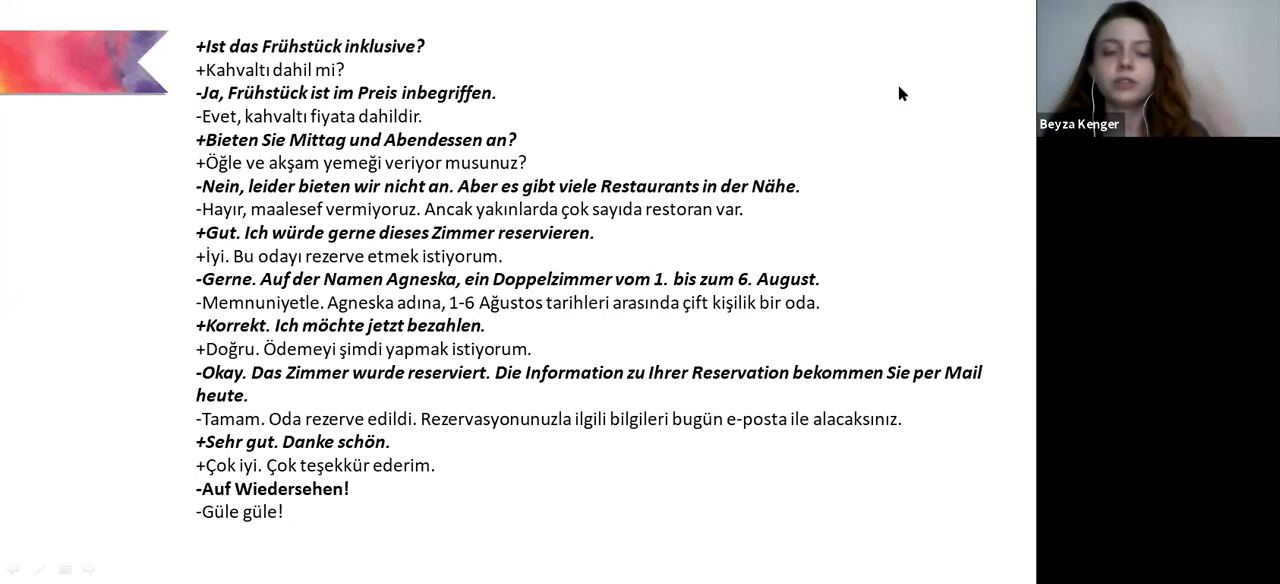 +Ist das Frühstück inklusive?
+Kahvaltı dahil mi?
-Ja, Frühstück ist im Preis inbegriffen.
-Evet, kahvaltı fiyata dahildir.
+Bieten Sie Mittag und Abendessen an?
+Öğle ve akşam yemeği veriyor musunuz?
-Nein, leider bieten wir nicht an. Aber es gibt viele Restaurants in der Nähe.
-Hayır, maalesef vermiyoruz. Ancak yakınlarda çok sayıda restoran var.
+Gut. Ich würde gerne dieses Zimmer reservieren.
+İyi. Bu odayı rezerve etmek istiyorum.
-Gerne. Auf der Namen Agneska, ein Doppelzimmer vom 1. bis zum 6. August.
-Memnuniyetle. Agneska adına, 1-6 Ağustos tarihleri arasında çift kişilik bir oda.
+Korrekt. Ich möchte jetzt bezahlen.
+Doğru. Ödemeyi şimdi yapmak istiyorum.
-Okay. Das Zimmer wurde reserviert. Die Information zu Ihrer Reservation bekommen Sie per Mail
heute.
-Tamam. Oda rezerve edildi. Rezervasyonunuzla ilgili bilgileri bugün e-posta ile alacaksınız.
+Sehr gut. Danke schön.
+Çok iyi. Çok teşekkür ederim.
-Auf Wiedersehen!
-Güle güle!
Beyza Kenger